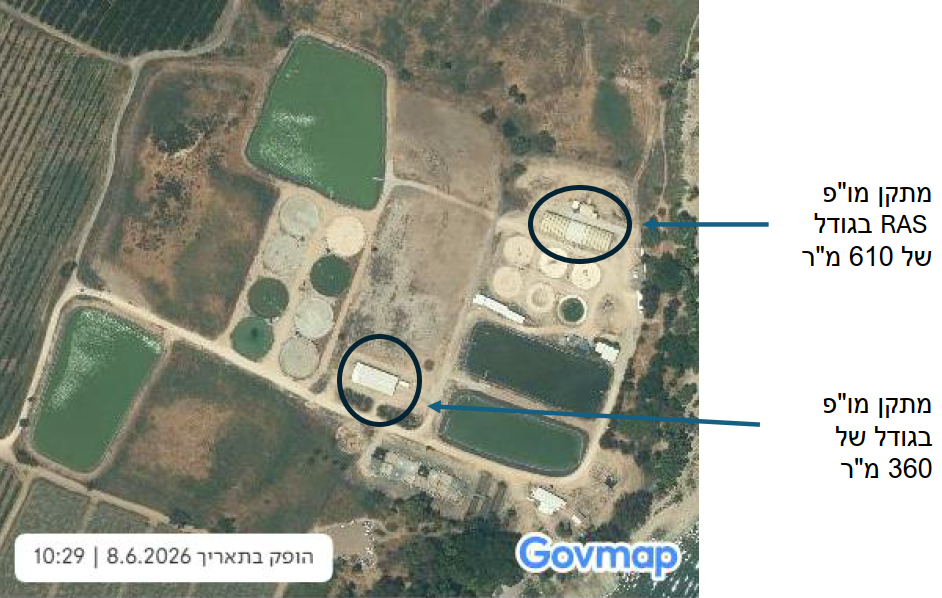 מתקן מו"פ
RAS בגודל
של 610 מ"ר
מתקן מו"פ
בגודל של
360 מ"ר
הופק בתאריך 8.6.2026 | 10:29
Govmap